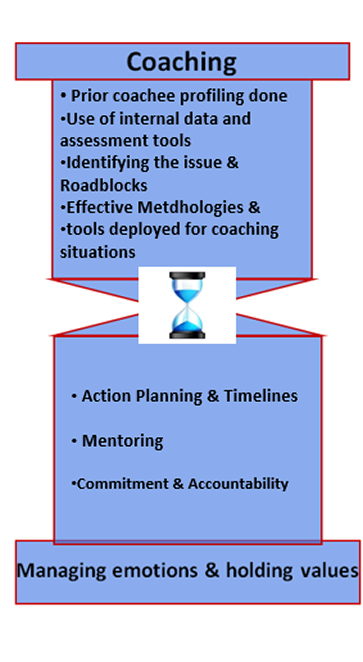 Coaching
• Prior coachee profiling done
•Use of internal data and
assessment tools
•Identifying the issue &
Roadblocks
•Effective Metdhologies &
•tools deployed for coaching
situations
• Action Planning & Timelines
• Mentoring
•Commitment & Accountability
Managing emotions & holding values